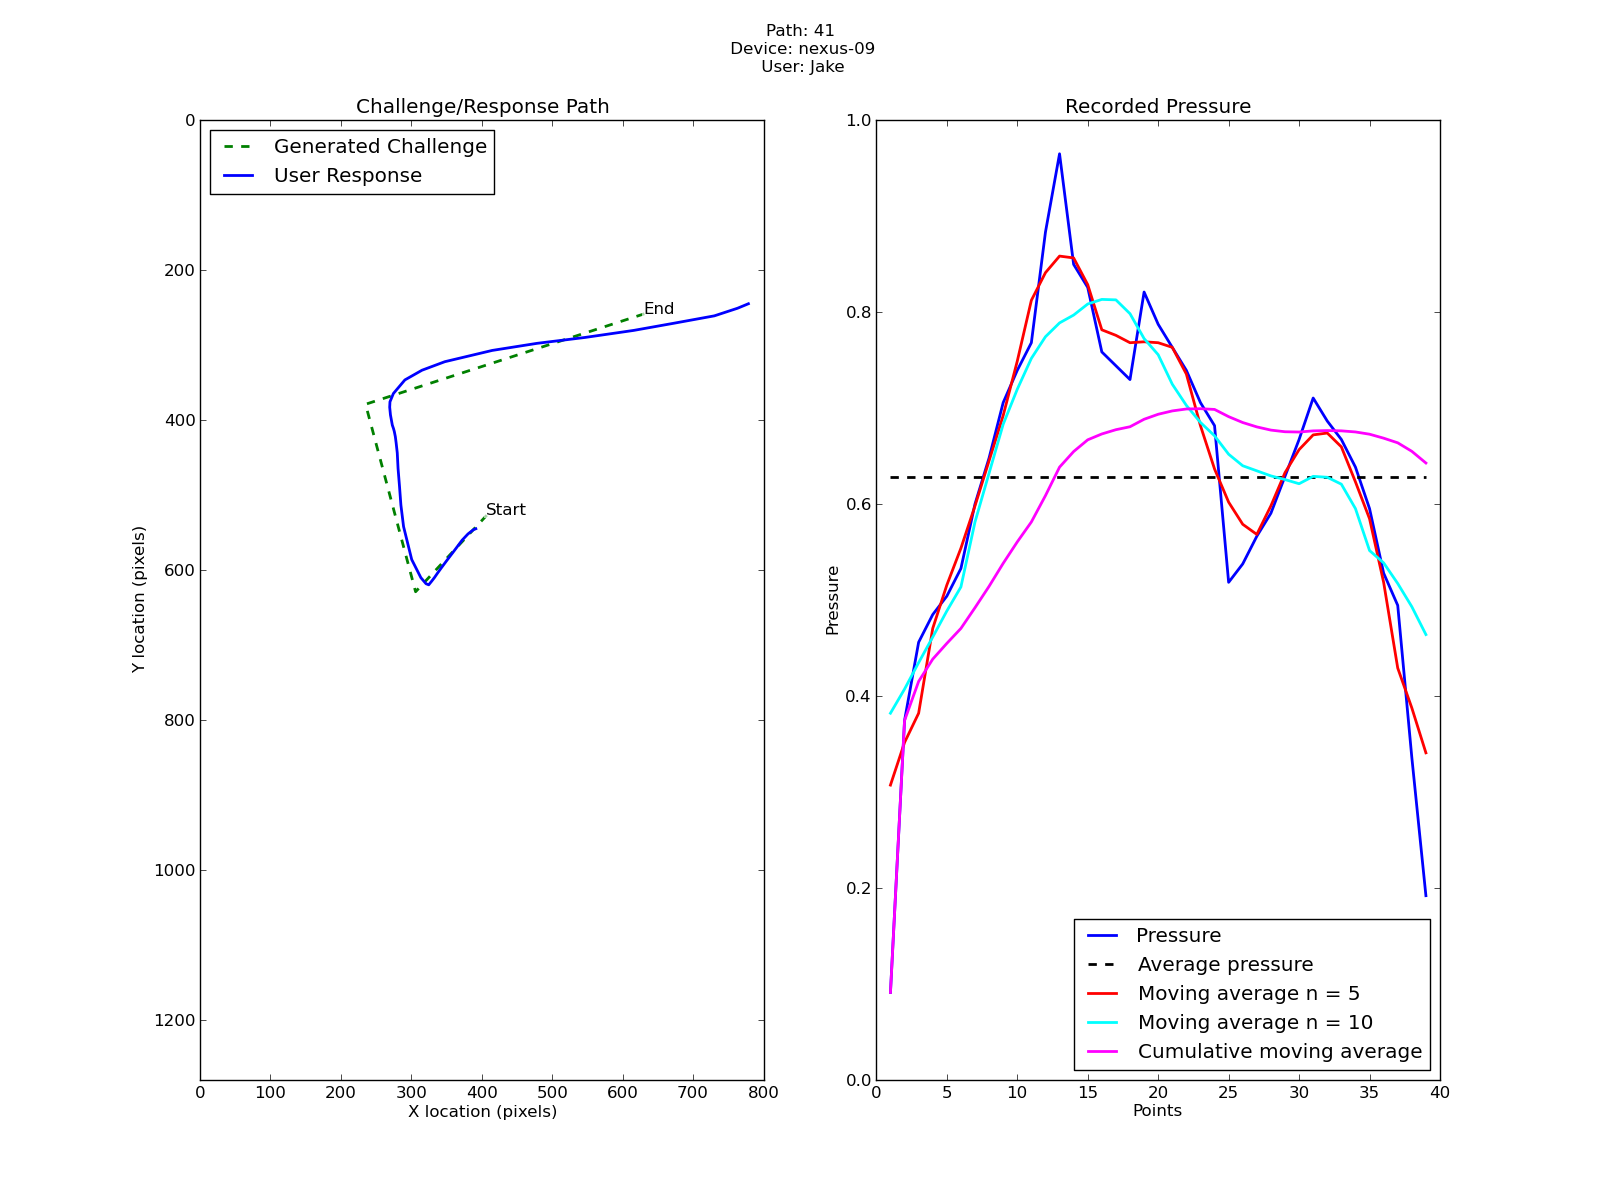 Path: 41
Device: nexus-09
User: Jake
Challenge/Response Path
0
200
400
600
800
1000
1200
Y location (pixels)
Generated Challenge
User Response
End
Start
0 100 200 300 400 500 600 700 800
X location (pixels)
Recorded Pressure
1.0
0.8
0.6
0.4
0.2
0.0
Pressure
Pressure
Average pressure
Moving average n = 5
Moving average n = 10
Cumulative moving average
0 5 10 15 20 25 30 35 40
Points